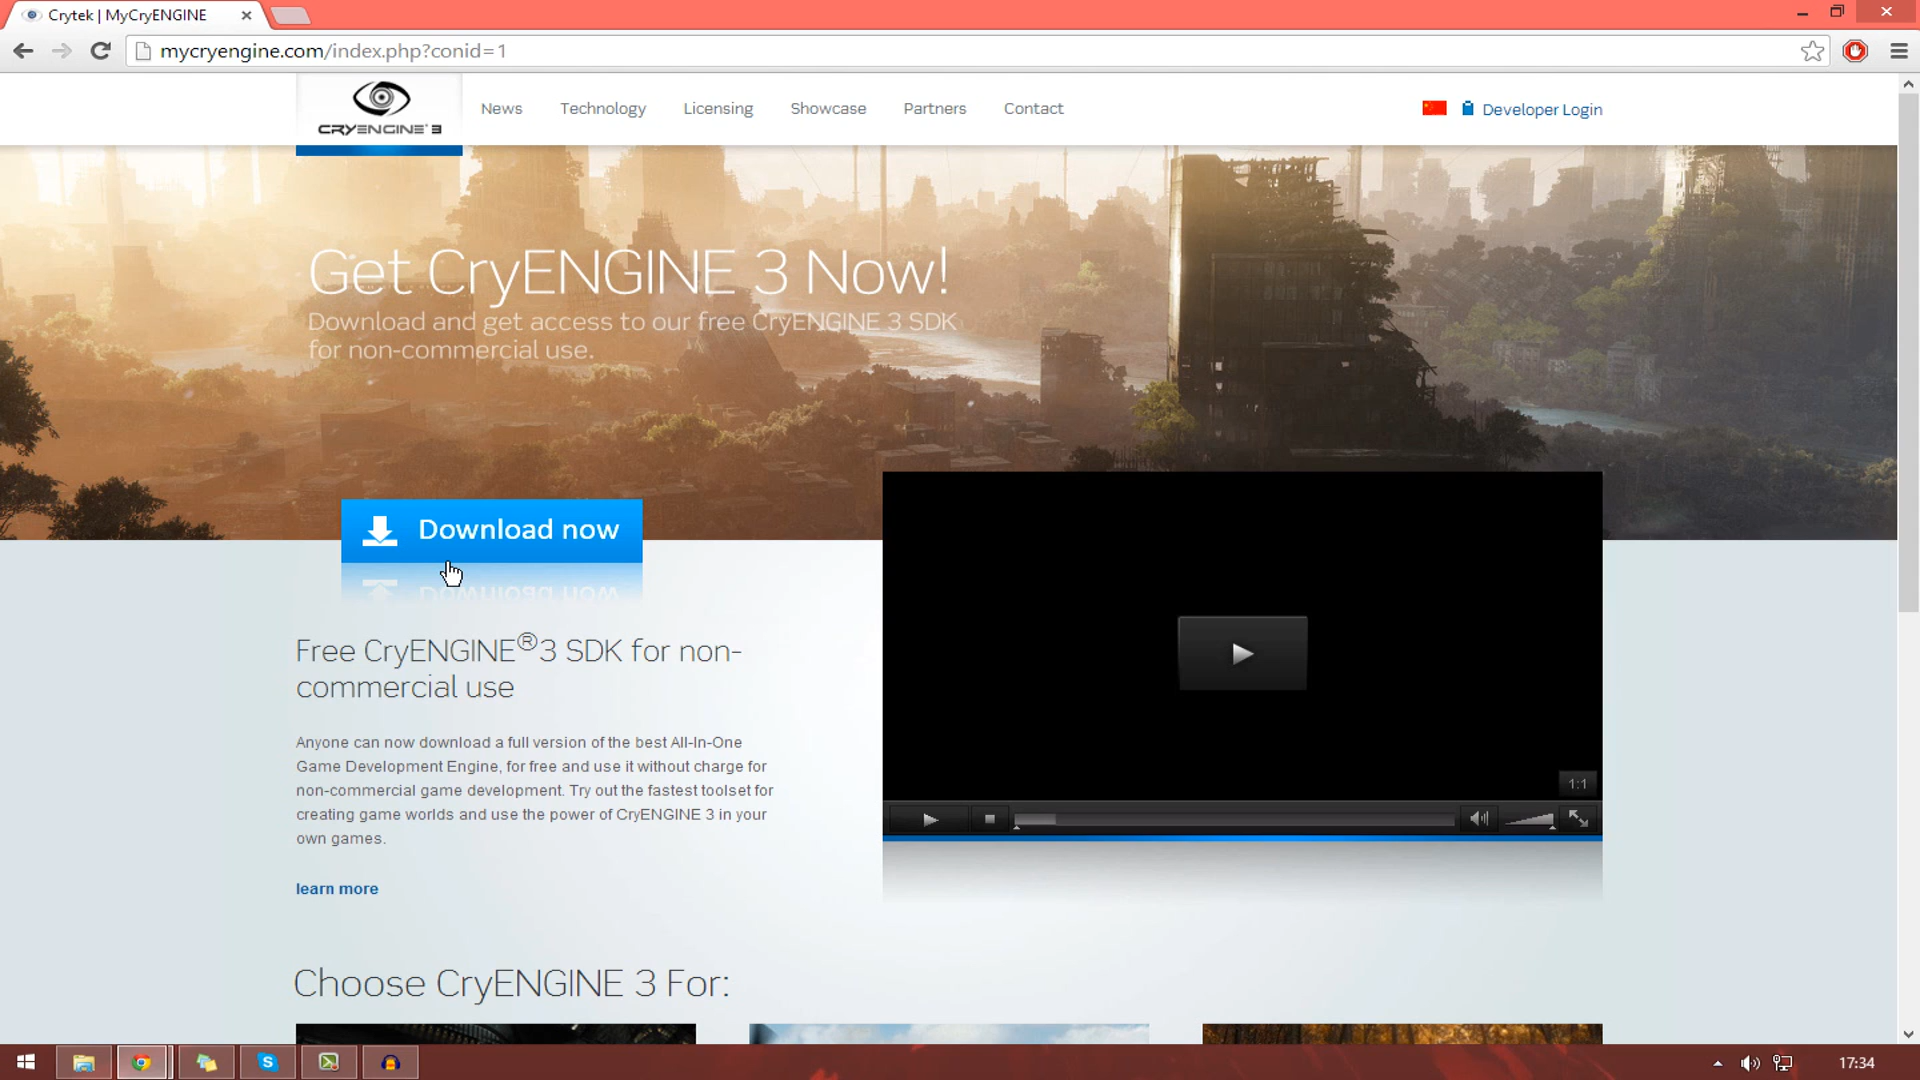 Crytek | MyCryENGINE
mycryengine.com/index.php?conid=1
CRYENGINE®3
News
Technology
Licensing
Showcase
Partners
Contact
Developer Login
Get CryENGINE 3 Now!
Download and get access to our free CryENGINE 3 SDK
for non-commercial use.
Download now
Free CryENGINE®3 SDK for non-
commercial use
Anyone can now download a full version of the best All-In-One
Game Development Engine, for free and use it without charge for
non-commercial game development. Try out the fastest toolset for
creating game worlds and use the power of CryENGINE 3 in your
own games.
learn more
1:1
Choose CryENGINE 3 For:
17:34